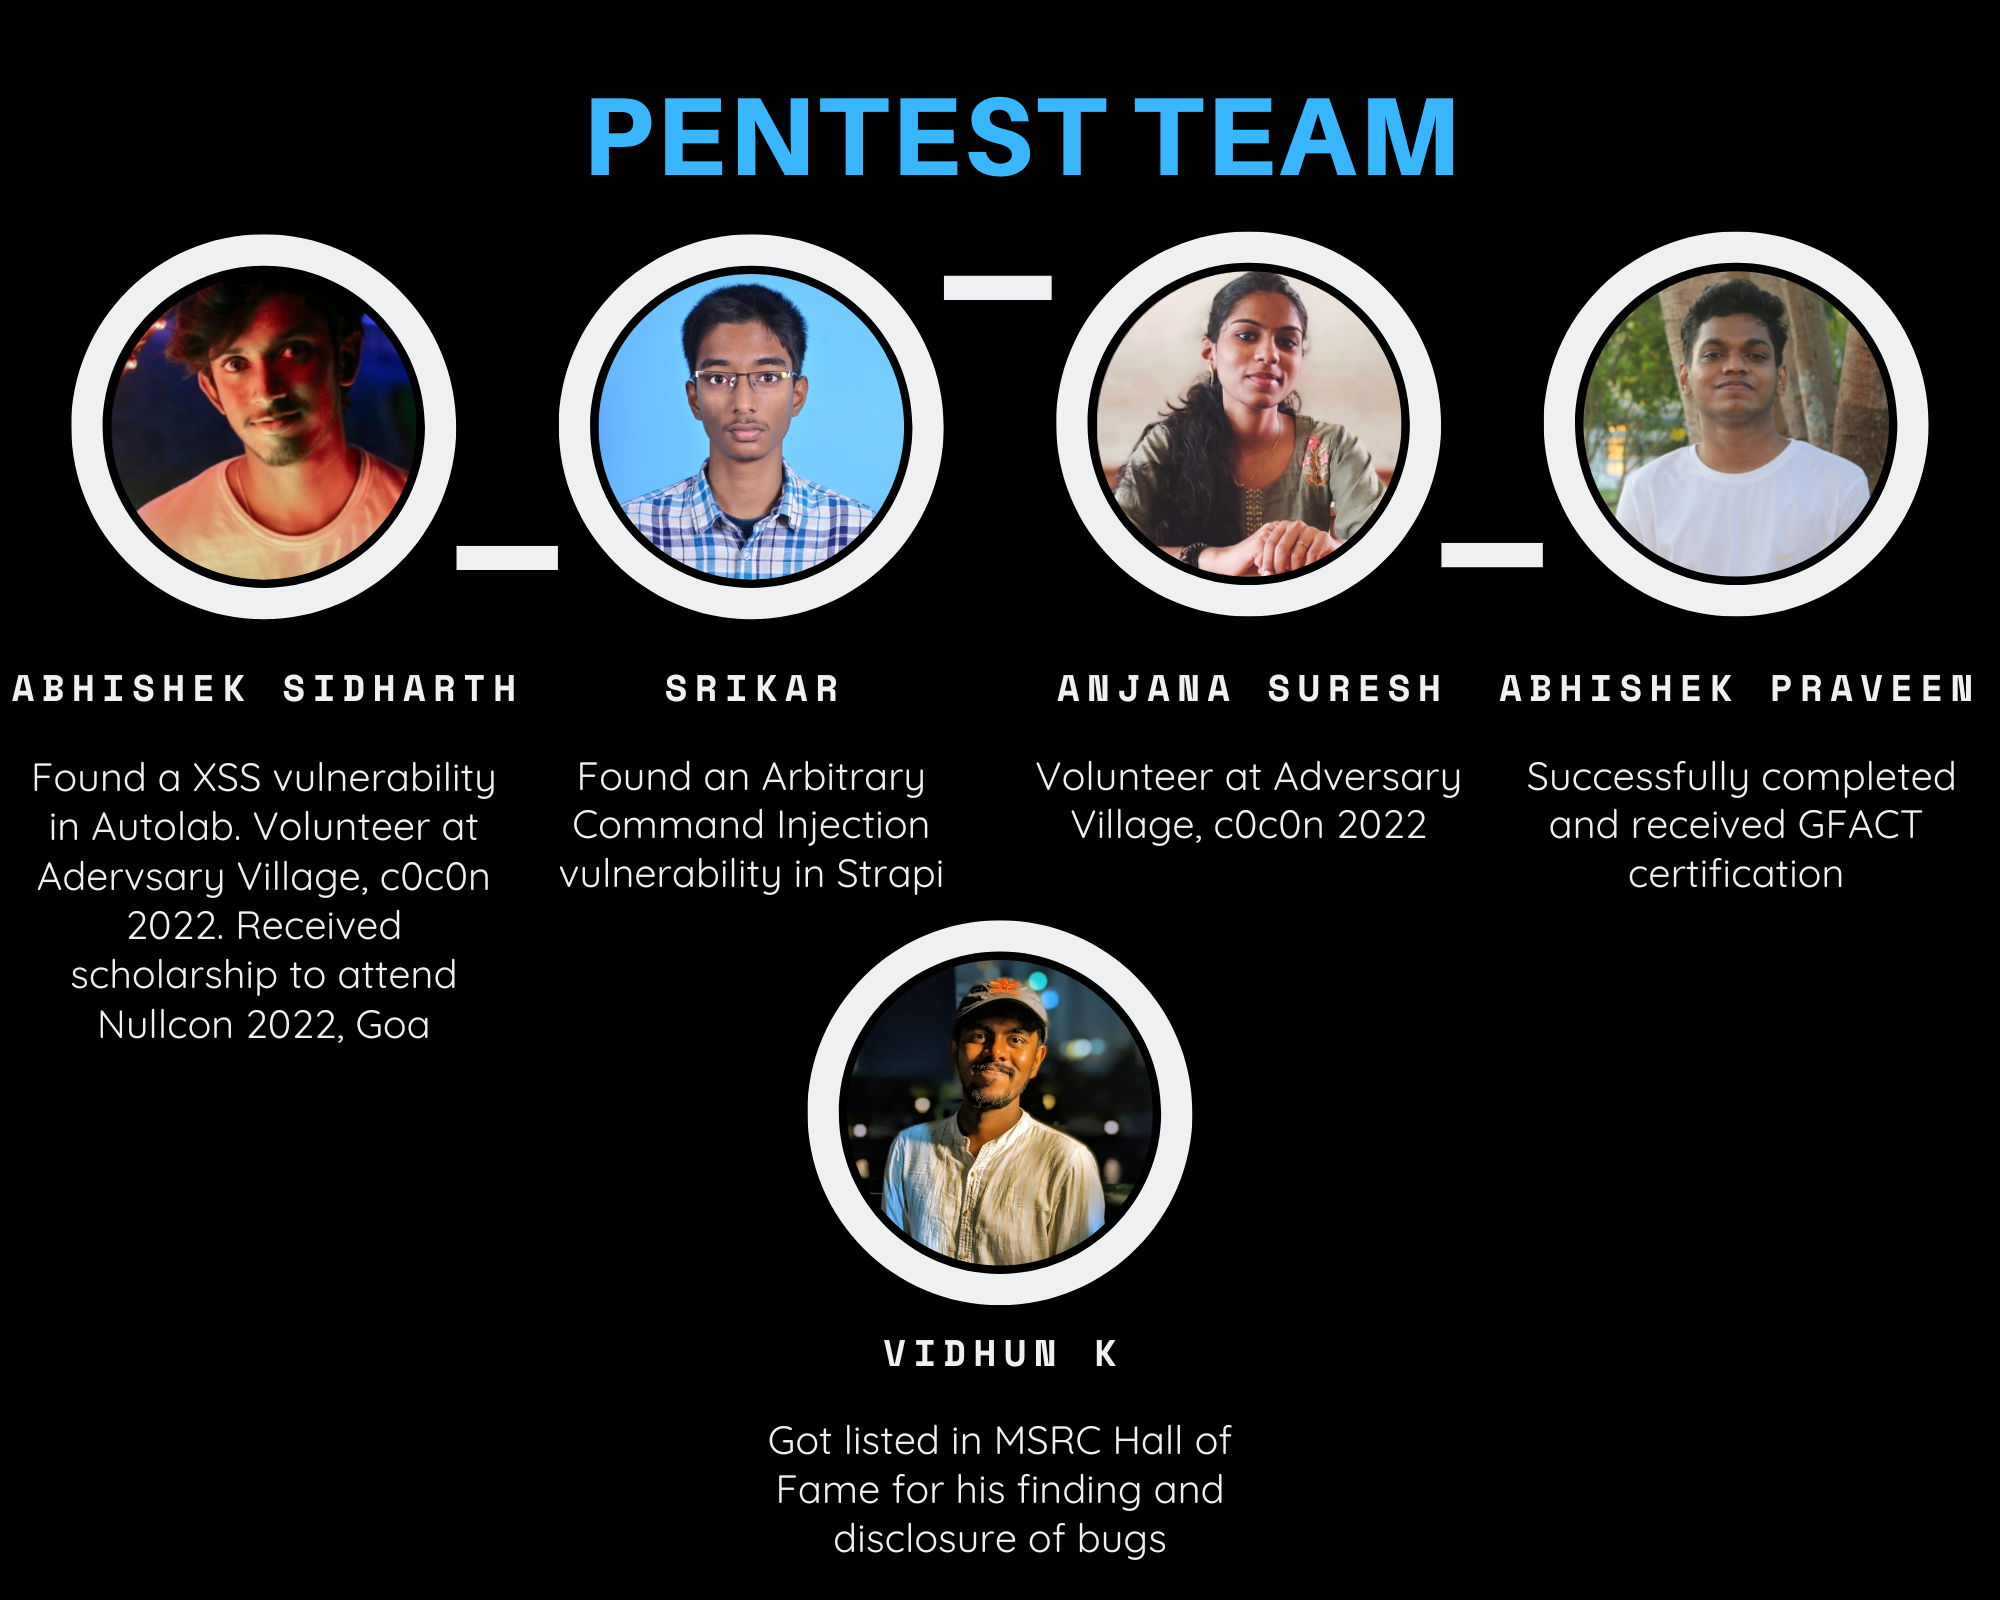 PENTEST TEAM
ABHISHEK SIDHARTH
Found a XSS vulnerability
in Autolab. Volunteer at
Adervsary Village, c0c0n
2022. Received
scholarship to attend
Nullcon 2022, Goa
SRIKAR
Found an Arbitrary
Command Injection
vulnerability in Strapi
ANJANA SURESH
Volunteer at Adversary
Village, c0c0n 2022
ABHISHEK PRAVEEN
Successfully completed
and received GFACT
certification
VIDHUN K
Got listed in MSRC Hall of
Fame for his finding and
disclosure of bugs